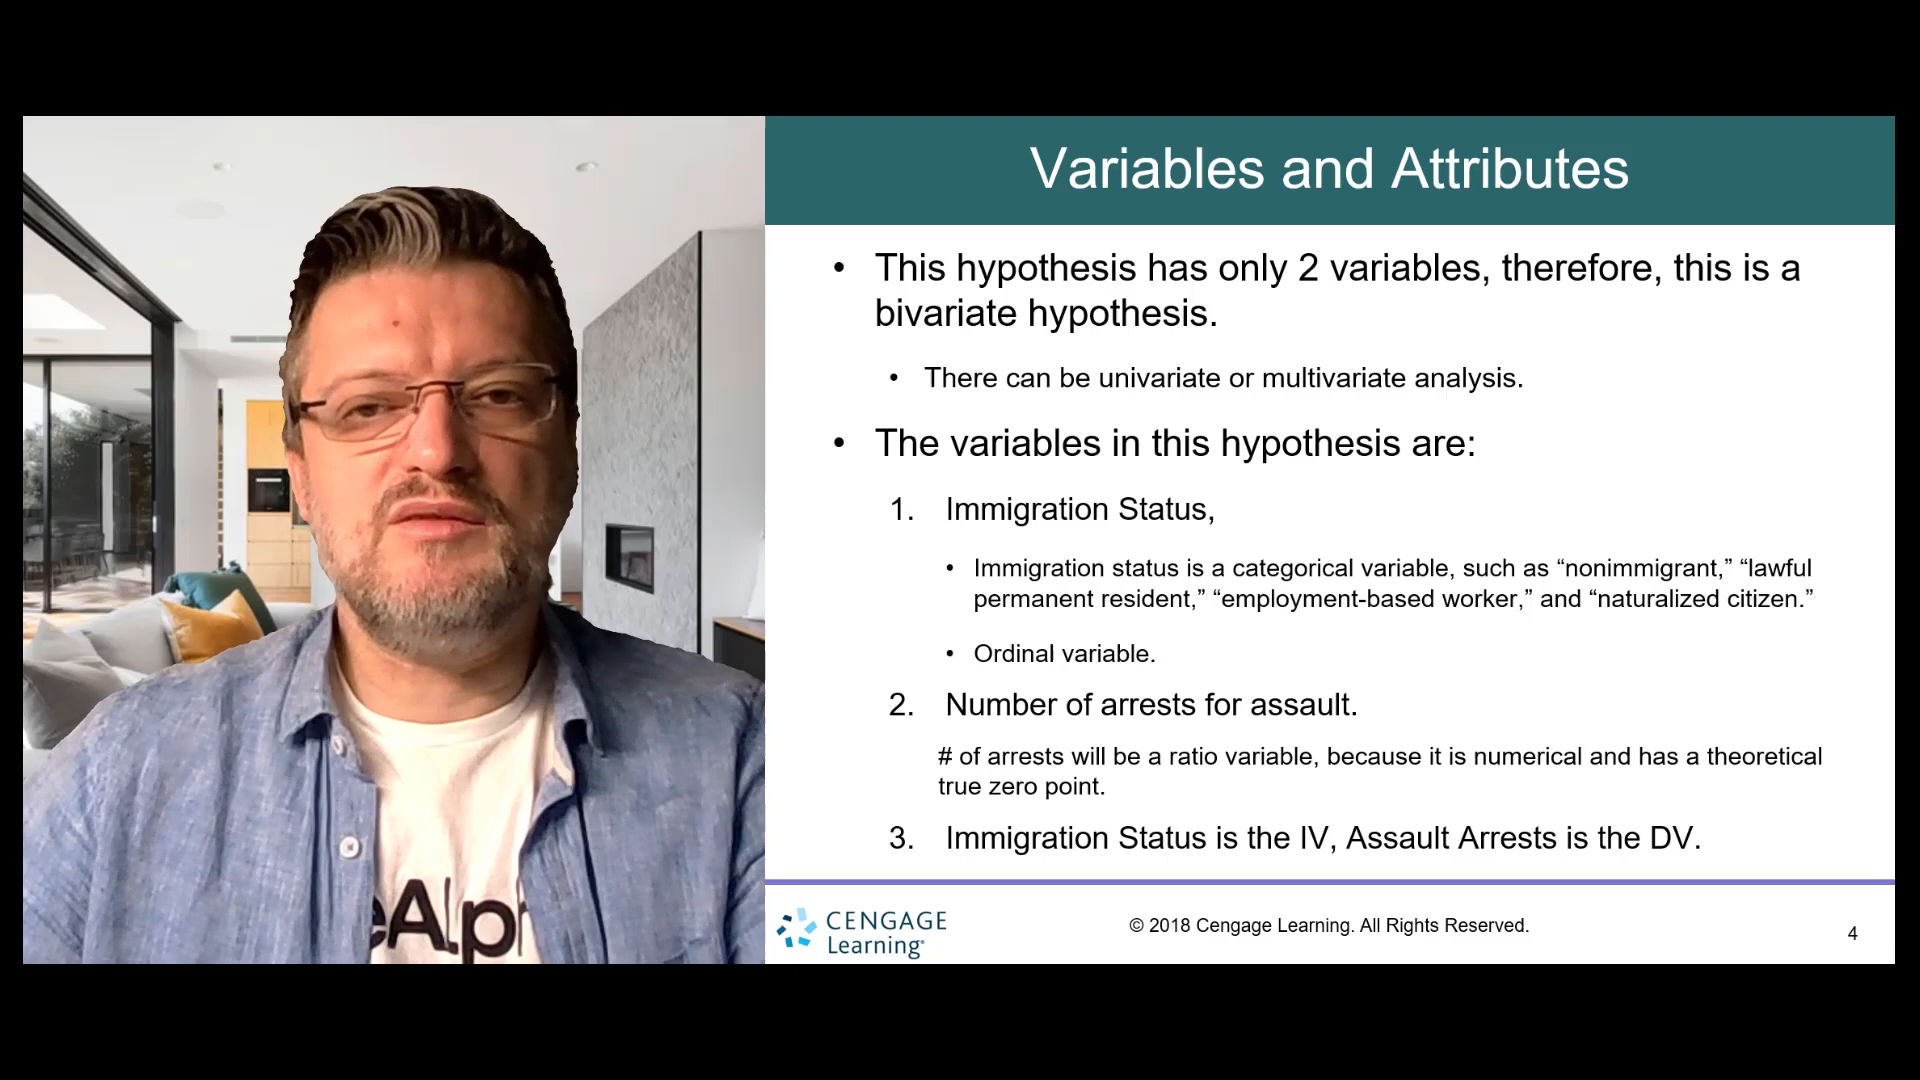 Variables and Attributes
• This hypothesis has only 2 variables, therefore, this is a
bivariate hypothesis.
• There can be univariate or multivariate analysis.
• The variables in this hypothesis are:
1. Immigration Status,
• Immigration status is a categorical variable, such as “nonimmigrant,” “lawful
permanent resident,” “employment-based worker,” and “naturalized citizen.”
• Ordinal variable.
2. Number of arrests for assault.
# of arrests will be a ratio variable, because it is numerical and has a theoretical
true zero point.
3. Immigration Status is the IV, Assault Arrests is the DV.
CENGAGE
Learning
© 2018 Cengage Learning. All Rights Reserved.
4